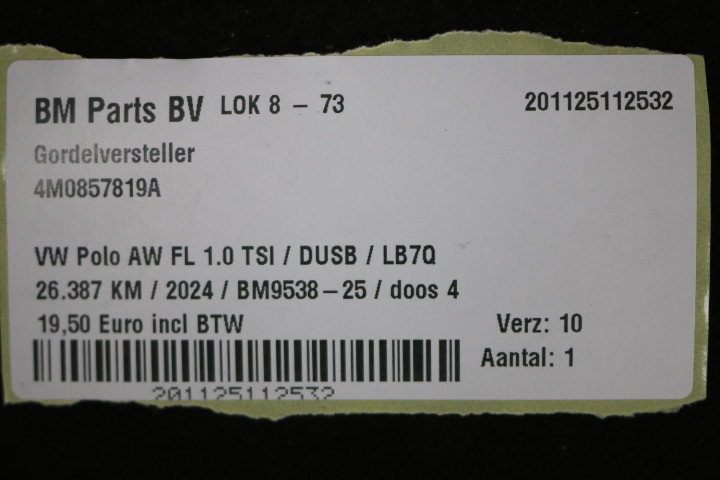 BM Parts BV LOK 8 - 73 201125112532
Gordelversteller
4M0857819A
VW Polo AW FL 1.0 TSI / DUSB / LB7Q
26.387 KM / 2024 / BM9538-25 / doos 4
19,50 Euro incl BTW Verz: 10
Aantal: 1
201125112532